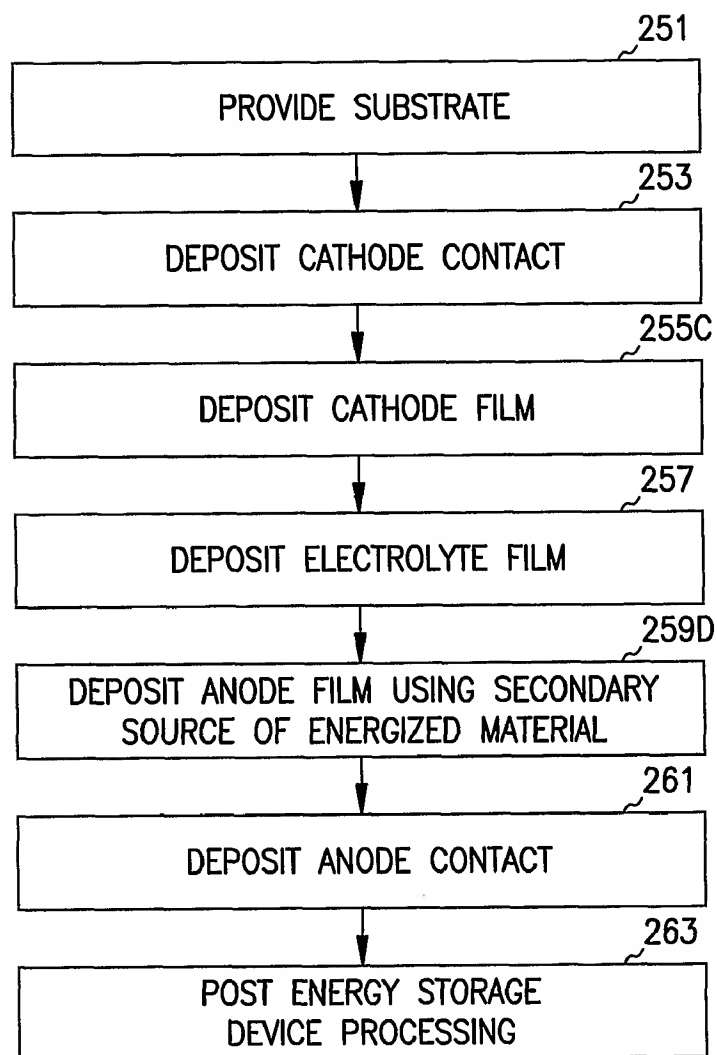 251
PROVIDE SUBSTRATE
253
DEPOSIT CATHODE CONTACT
255C
DEPOSIT CATHODE FILM
257
DEPOSIT ELECTROLYTE FILM
259D
DEPOSIT ANODE FILM USING SECONDARY
SOURCE OF ENERGIZED MATERIAL
261
DEPOSIT ANODE CONTACT
263
POST ENERGY STORAGE
DEVICE PROCESSING